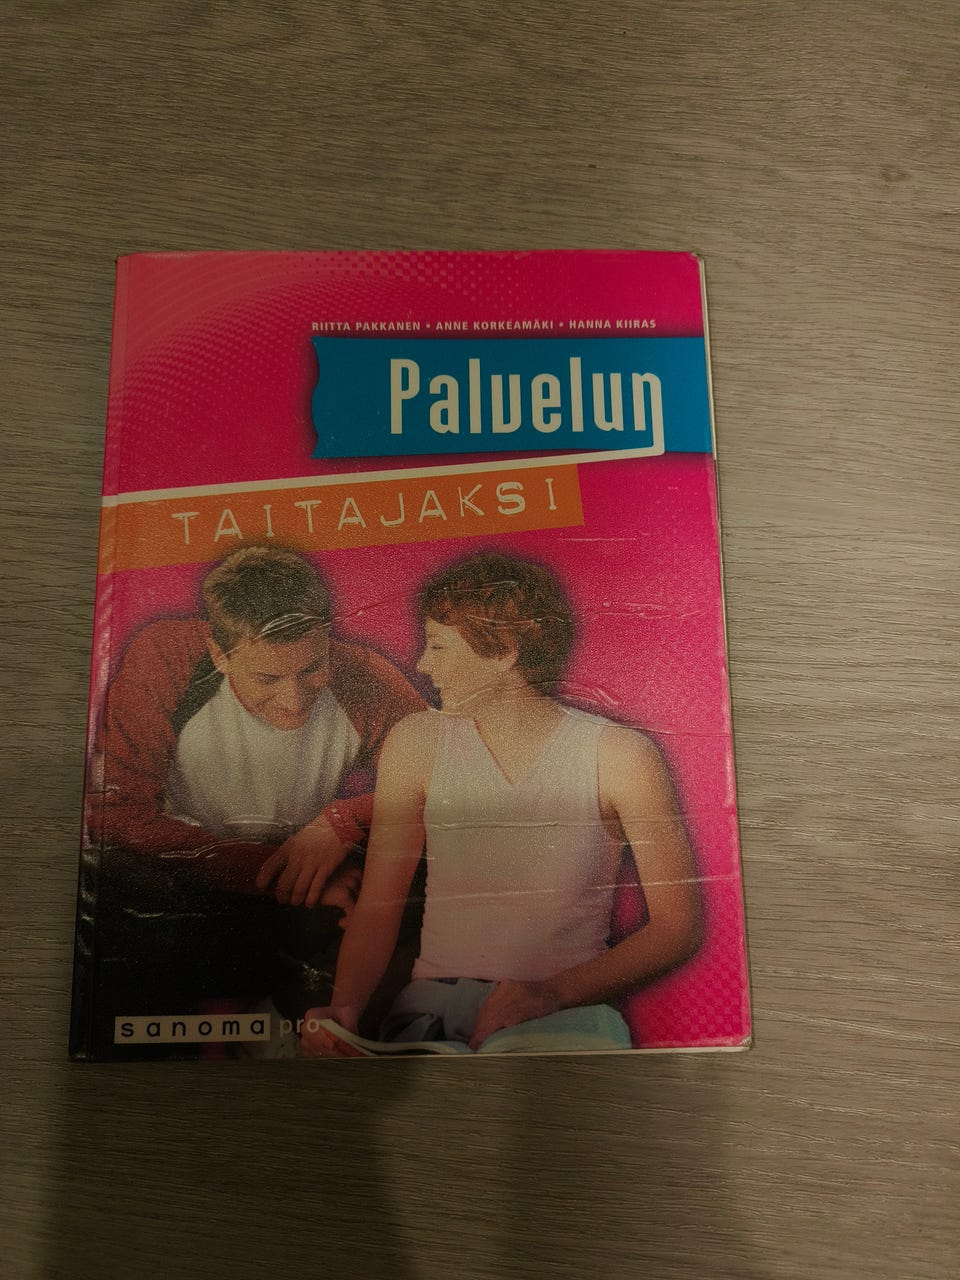 RIITTA PAKKANEN • ANNE KORKEAMÄKI • HANNA KIIRAS
Palvelun
TAITAJAKSI
sanoma pro